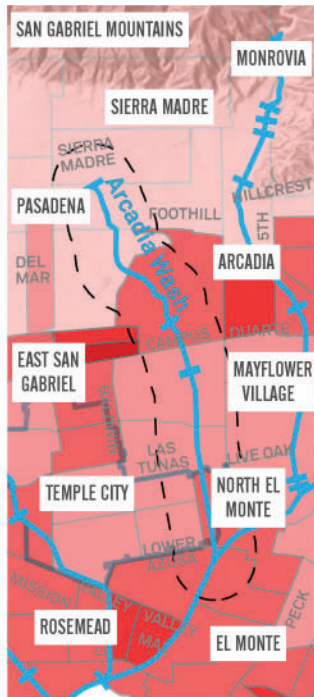 SAN GABRIEL MOUNTAINS
MONROVIA
SIERRA MADRE
SIERRA
MADRE
HILLCREST
PASADENA
Arcadia Wash
FOOTHILL
5TH
DEL
MAR
ARCADIA
CAMPUS
DUARTE
EAST SAN
GABRIEL
MAYFLOWER
VILLAGE
BALDWIN
LAS
TUNAS
LIVE OAK
TEMPLE CITY
NORTH EL
MONTE
LOWER
AZUSA
MISSION
VALLEY
PECK
ROSEMEAD
EL MONTE